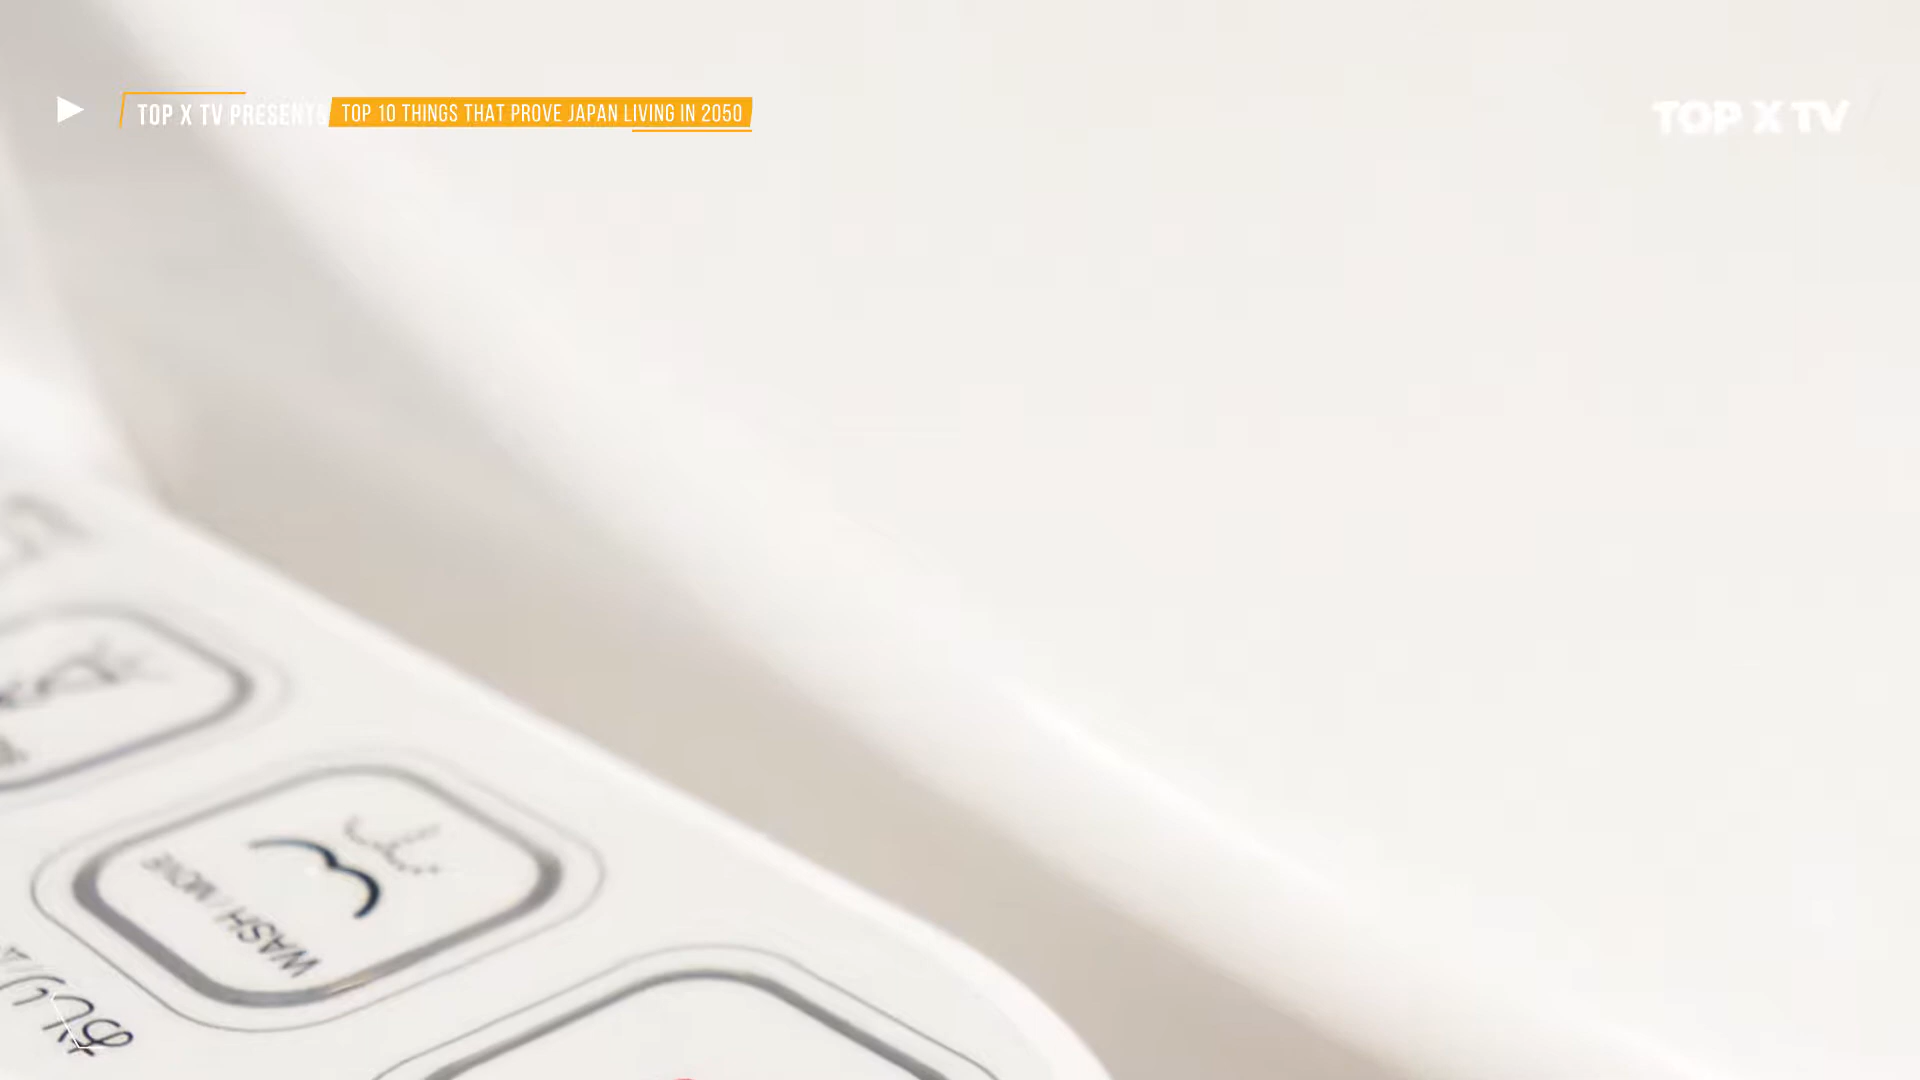 TOP X TV PRESENTS
TOP 10 THINGS THAT PROVE JAPAN LIVING IN 2050
TOP X TV
WASH / MOVE